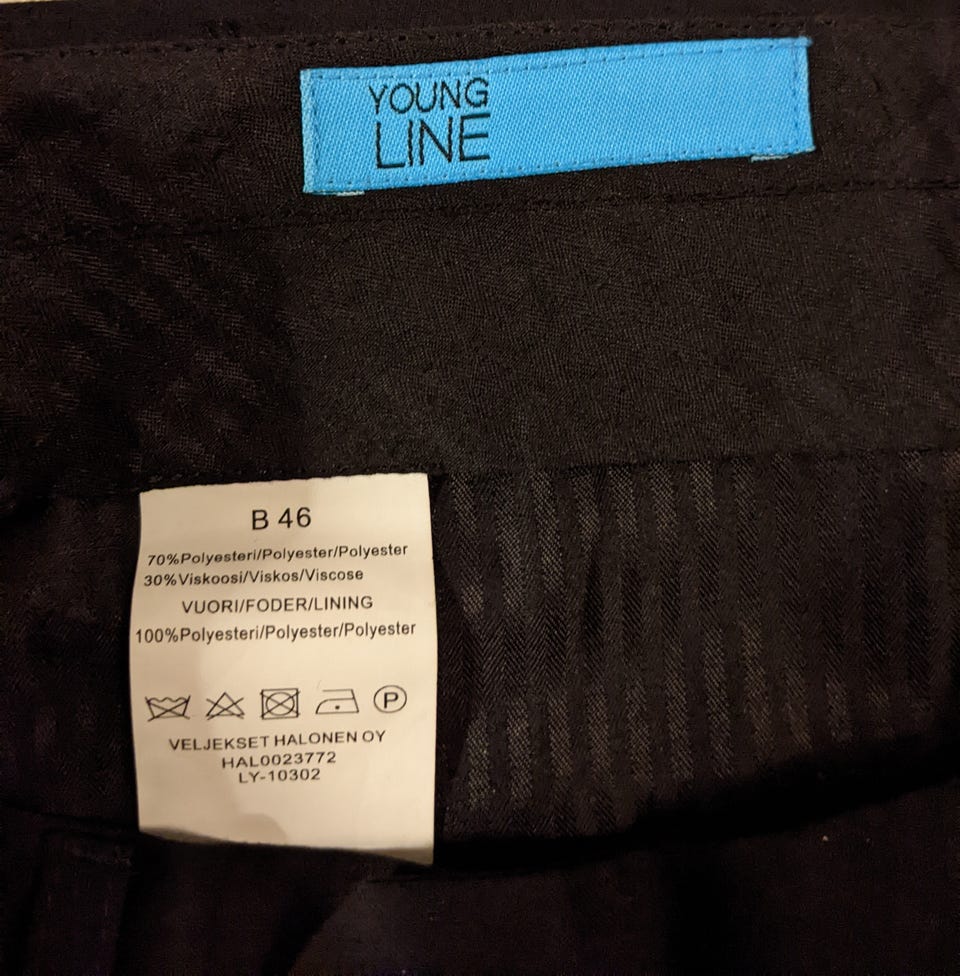 YOUNG
LINE
B 46
70%Polyesteri/Polyester/Polyester
30%Viskoosi/Viskos/Viscose
VUORI/FODER/LINING
100%Polyesteri/Polyester/Polyester
P
VELJEKSET HALONEN OY
HAL0023772
LY-10302